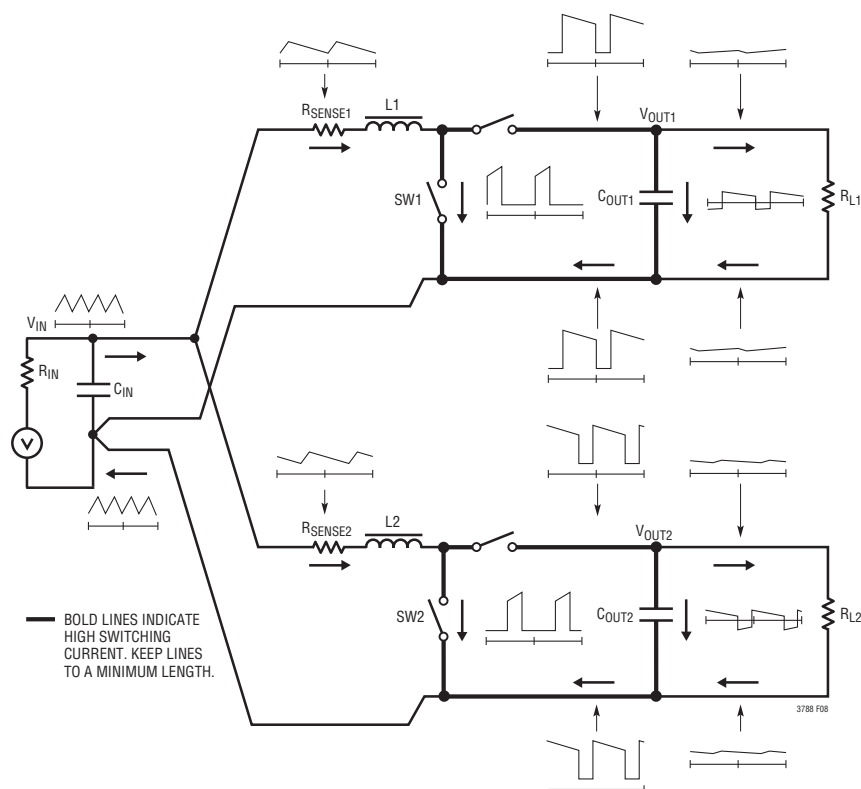 RSENSE1
L1
VOUT1
SW1
COUT1
RL1
VIN
RIN
CIN
V
RSENSE2
L2
VOUT2
SW2
COUT2
RL2
BOLD LINES INDICATE
HIGH SWITCHING
CURRENT. KEEP LINES
TO A MINIMUM LENGTH.
3788 F08